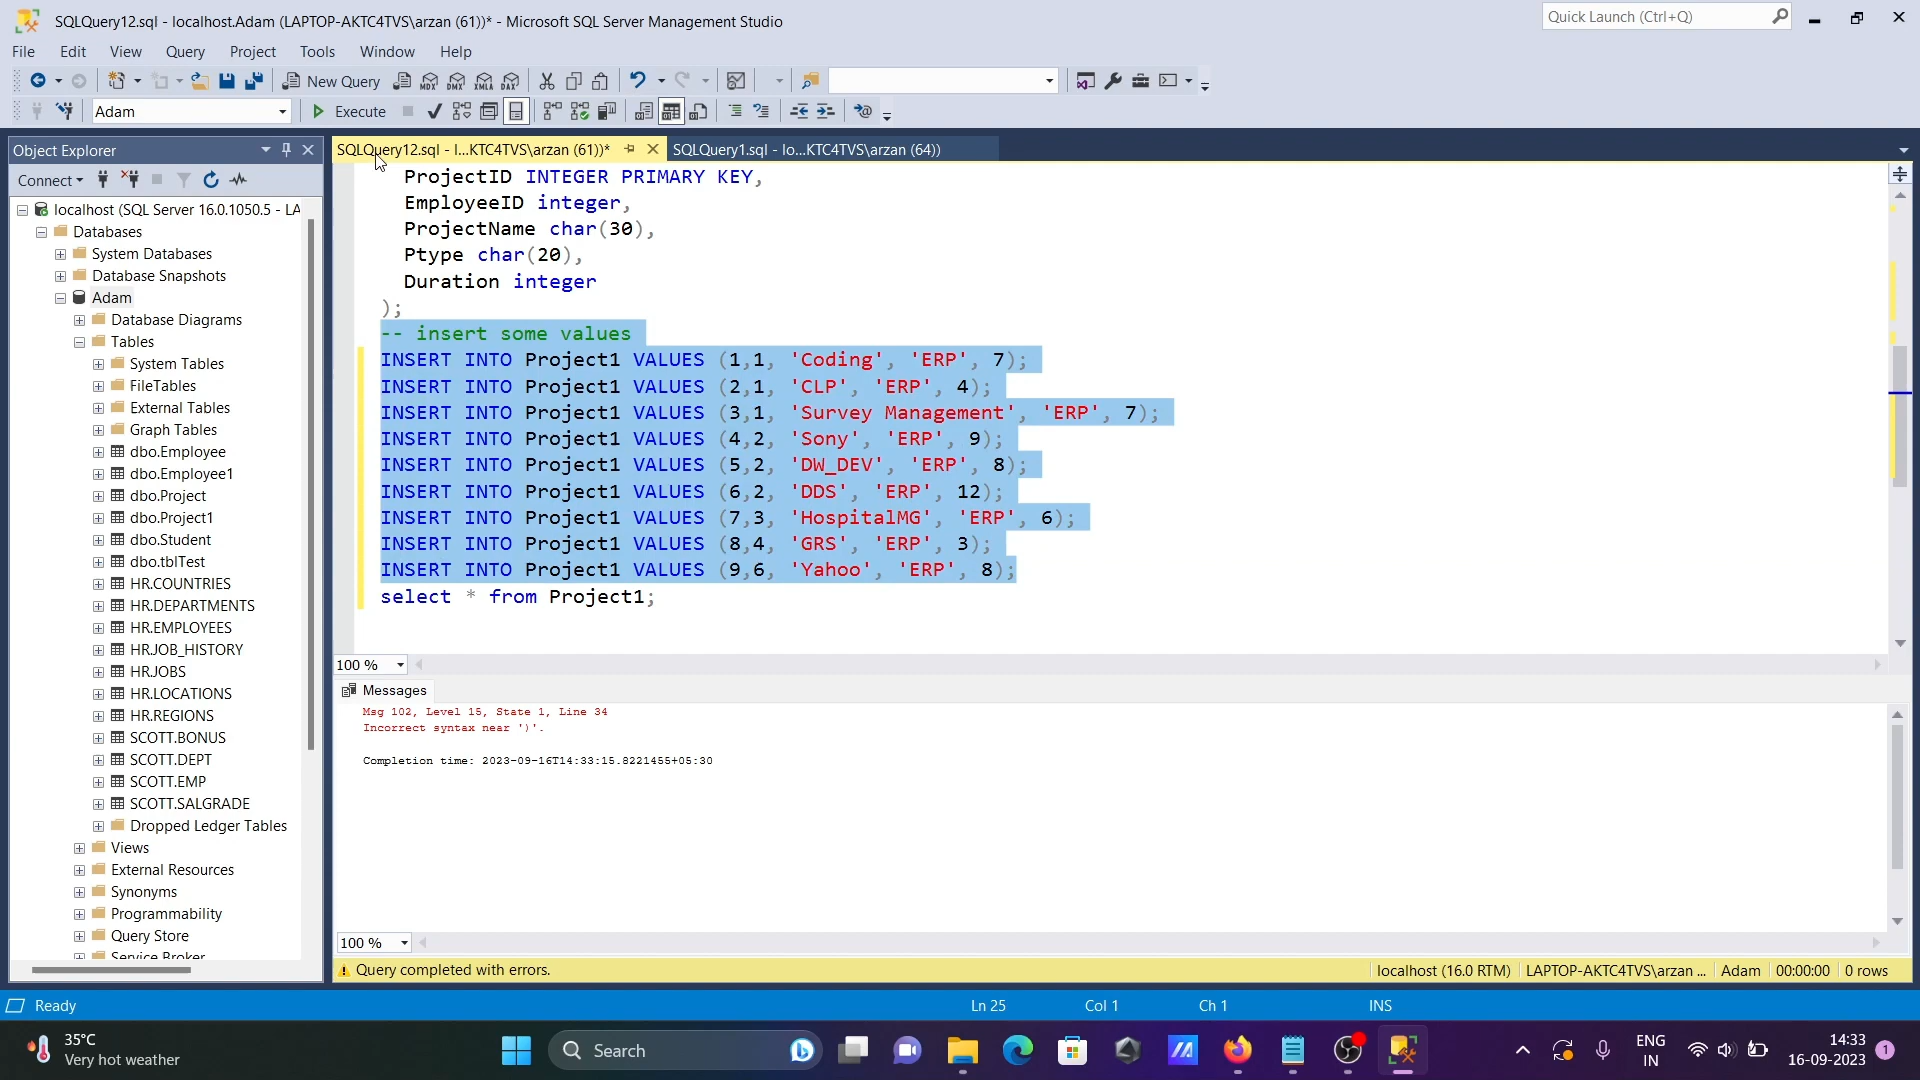 SQLQuery12.sql - localhost.Adam (LAPTOP-AKTC4TVS\arzan (61))* - Microsoft SQL Server Management Studio
Quick Launch (Ctrl+Q)
File Edit View Query Project Tools Window Help
New Query MDX DMX XMLA DAX
Adam Execute
Object Explorer
SQLQuery12.sql - l...KTC4TVS\arzan (61))* SQLQuery1.sql - lo...KTC4TVS\arzan (64))
Connect
localhost (SQL Server 16.0.1050.5 - LA
Databases
System Databases
Database Snapshots
Adam
Database Diagrams
Tables
System Tables
FileTables
External Tables
Graph Tables
dbo.Employee
dbo.Employee1
dbo.Project
dbo.Project1
dbo.Student
dbo.tblTest
HR.COUNTRIES
HR.DEPARTMENTS
HR.EMPLOYEES
HR.JOB_HISTORY
HR.JOBS
HR.LOCATIONS
HR.REGIONS
SCOTT.BONUS
SCOTT.DEPT
SCOTT.EMP
SCOTT.SALGRADE
Dropped Ledger Tables
Views
External Resources
Synonyms
Programmability
Query Store
Service Broker
ProjectID INTEGER PRIMARY KEY,
EmployeeID integer,
ProjectName char(30),
Ptype char(20),
Duration integer
);
-- insert some values
INSERT INTO Project1 VALUES (1,1, 'Coding', 'ERP', 7);
INSERT INTO Project1 VALUES (2,1, 'CLP', 'ERP', 4);
INSERT INTO Project1 VALUES (3,1, 'Survey Management', 'ERP', 7);
INSERT INTO Project1 VALUES (4,2, 'Sony', 'ERP', 9);
INSERT INTO Project1 VALUES (5,2, 'DW_DEV', 'ERP', 8);
INSERT INTO Project1 VALUES (6,2, 'DDS', 'ERP', 12);
INSERT INTO Project1 VALUES (7,3, 'HospitalMG', 'ERP', 6);
INSERT INTO Project1 VALUES (8,4, 'GRS', 'ERP', 3);
INSERT INTO Project1 VALUES (9,6, 'Yahoo', 'ERP', 8);
select * from Project1;
100 %
Messages
Msg 102, Level 15, State 1, Line 34
Incorrect syntax near ')'.
Completion time: 2023-09-16T14:33:15.8221455+05:30
100 %
Query completed with errors. localhost (16.0 RTM) LAPTOP-AKTC4TVS\arzan ... Adam 00:00:00 0 rows
Ready Ln 25 Col 1 Ch 1 INS
35°C
Very hot weather
Search
ENG
IN
14:33
16-09-2023
1